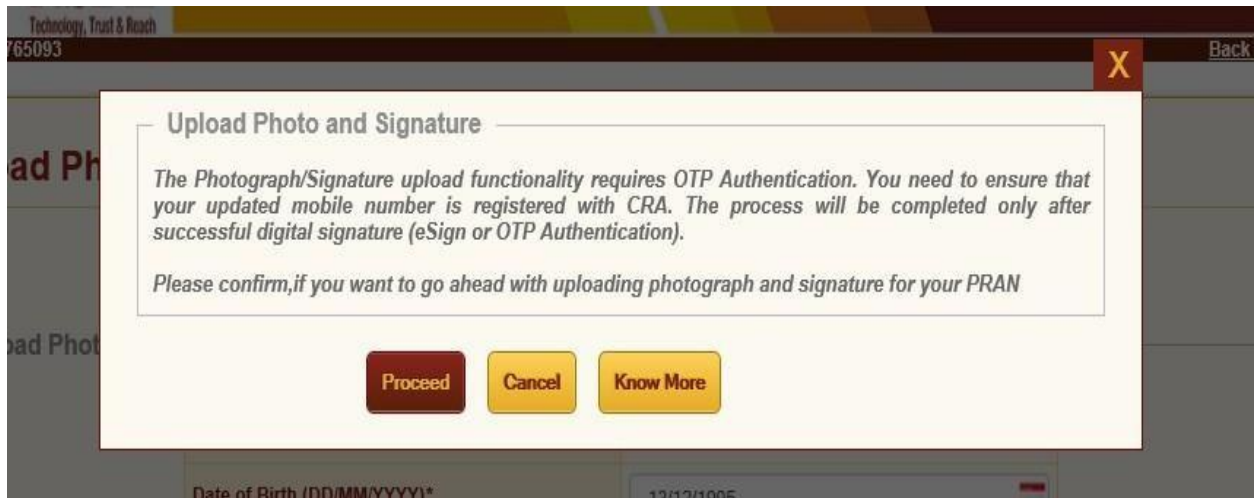 Technology, Trust & Reach
765093
Back
X
Upload Photo and Signature
ad Ph
The Photograph/Signature upload functionality requires OTP Authentication. You need to ensure that
your updated mobile number is registered with CRA. The process will be completed only after
successful digital signature (eSign or OTP Authentication).
Please confirm,if you want to go ahead with uploading photograph and signature for your PRAN
oad Phot
Proceed
Cancel
Know More
Date of Birth (DD/MM/YYYY)*